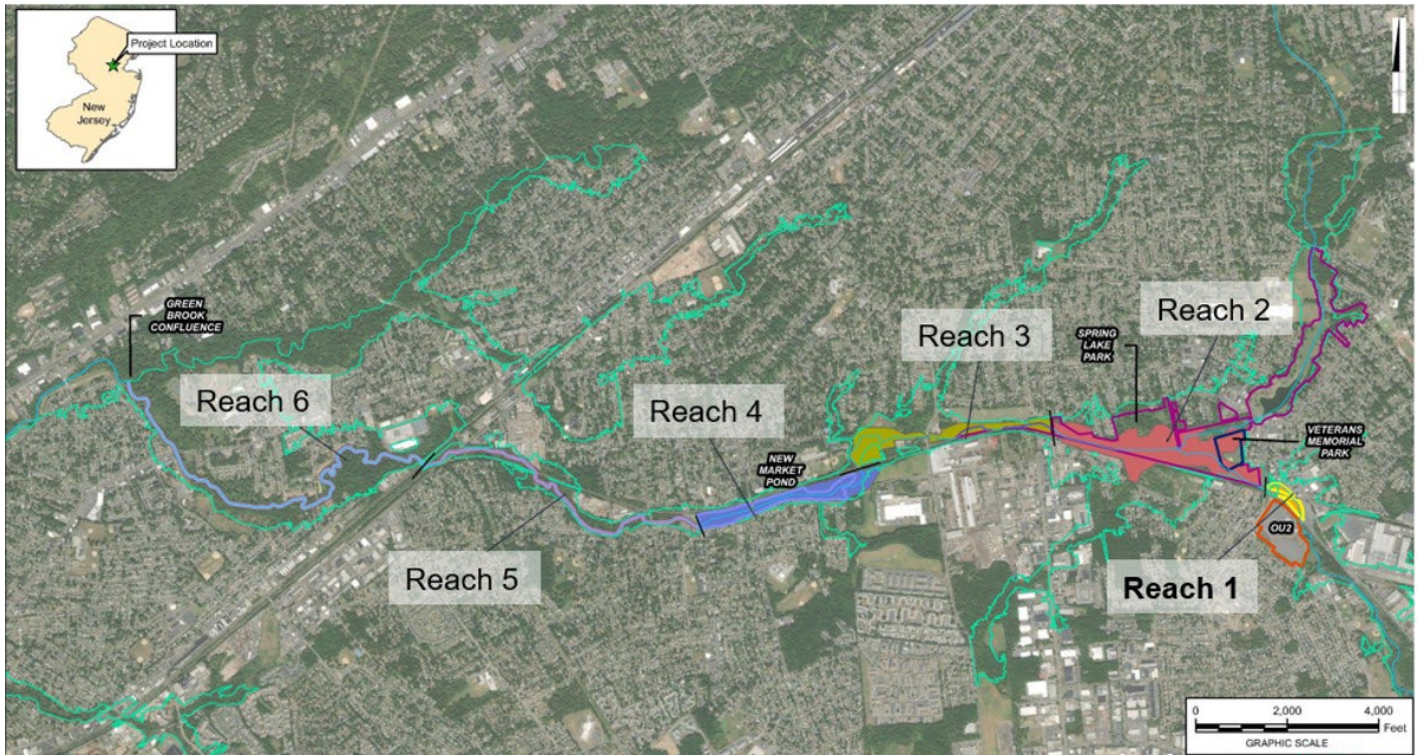 Project Location
New
Jersey
GREEN
BROOK
CONFLUENCE
Reach 6
Reach 5
Reach 4
NEW
MARKET
POND
Reach 3
SPRING
LAKE
PARK
Reach 2
VETERANS
MEMORIAL
PARK
OU2
Reach 1
0 2,000 4,000
Feet
GRAPHIC SCALE